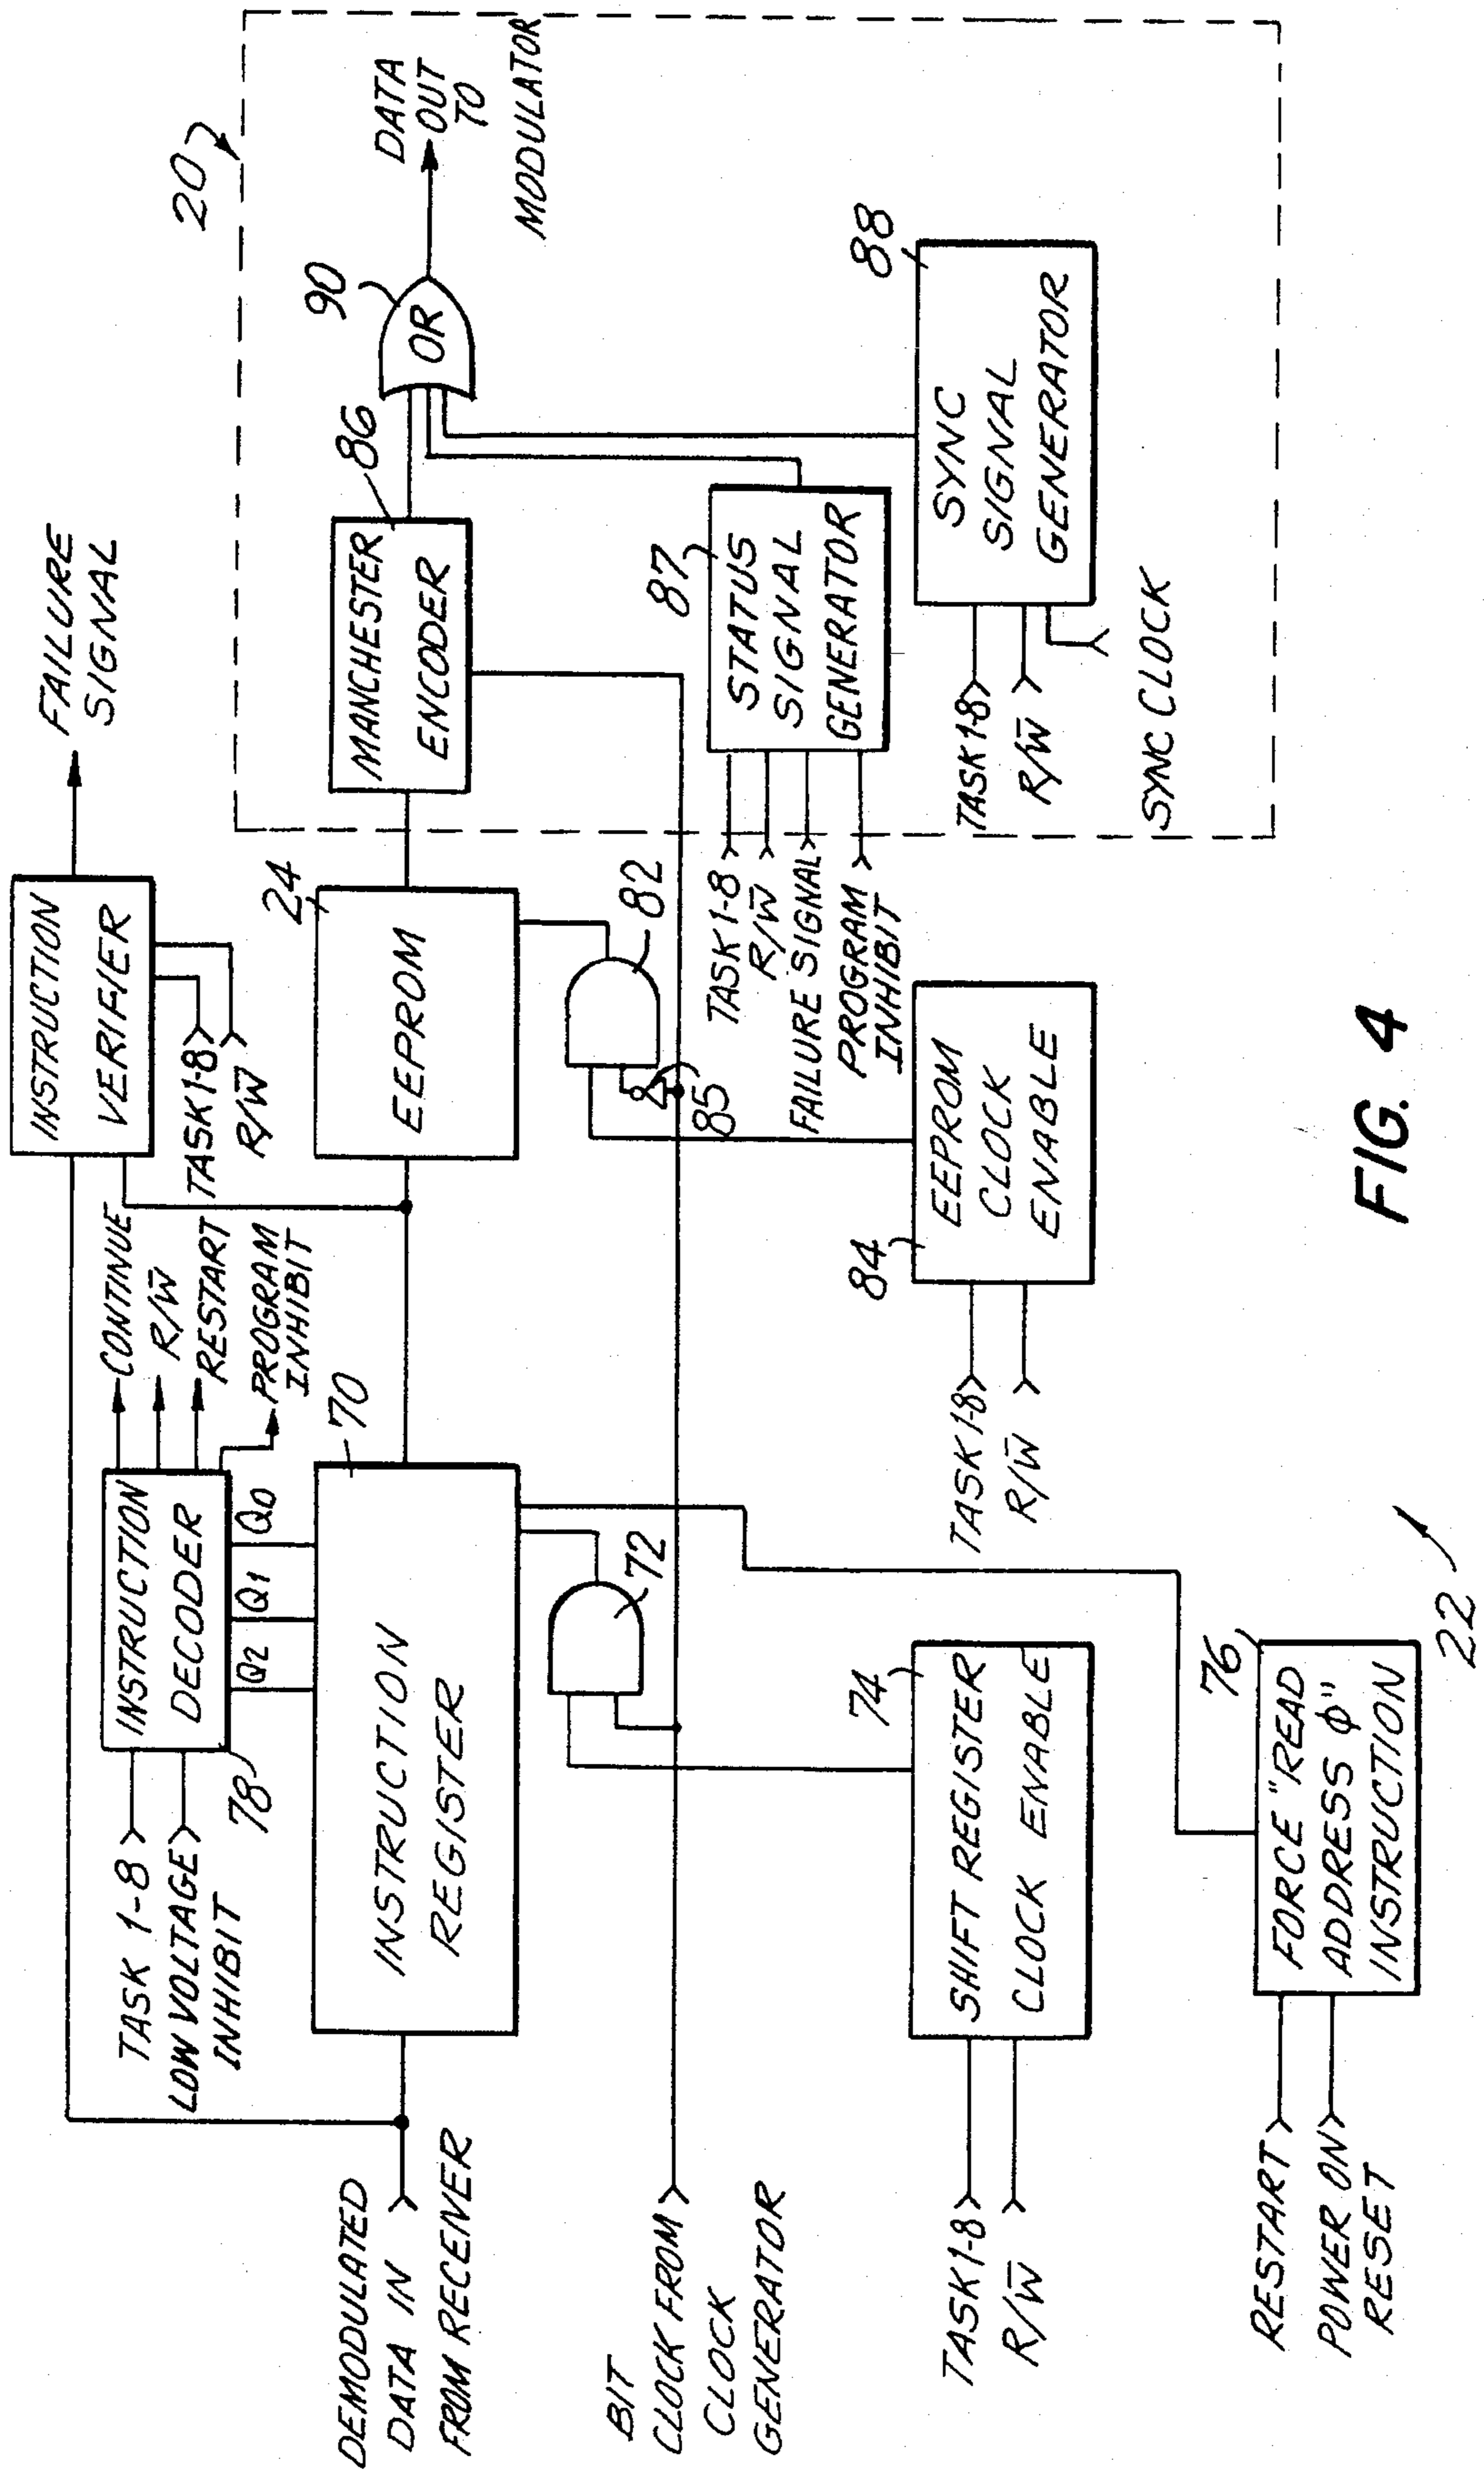 FAILURE
SIGNAL
20
INSTRUCTION
VERIFIER
TASK 1-8
R/W̅
CONTINUE
R/W̅
RESTART
PROGRAM
INHIBIT
TASK 1-8
LOW VOLTAGE
INHIBIT
INSTRUCTION
DECODER
78
Q2
Q1
Q0
DEMODULATED
DATA IN
FROM RECEIVER
INSTRUCTION
REGISTER
70
EEPROM
24
MANCHESTER
ENCODER
86
OR
90
DATA
OUT
TO
MODULATOR
72
82
85
BIT
CLOCK FROM
CLOCK
GENERATOR
TASK 1-8
R/W̅
FAILURE SIGNAL
PROGRAM
INHIBIT
STATUS
SIGNAL
GENERATOR
87
TASK 1-8
R/W̅
SHIFT REGISTER
CLOCK ENABLE
74
TASK 1-8
R/W̅
EEPROM
CLOCK
ENABLE
84
TASK 1-8
R/W̅
SYNC CLOCK
SYNC
SIGNAL
GENERATOR
88
RESTART
POWER ON
RESET
FORCE "READ
ADDRESS ϕ"
INSTRUCTION
76
22
FIG. 4